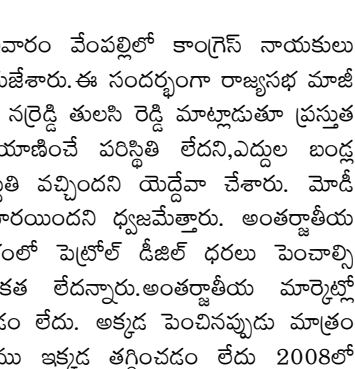 వారం వేంపల్లిలో కాంగ్రెస్ నాయకులు
జేశారు.ఈ సందర్భంగా రాజ్యసభ మాజీ
నర్రెడ్డి తులసి రెడ్డి మాట్లాడుతూ ప్రస్తుత
యాణించే పరిస్థితి లేదని,ఎద్దుల బండ్ల
తి వచ్చిందని యెద్దేవా చేశారు. మోడీ
రయిందని ధ్వజమెత్తారు. అంతర్జాతీయ
లో పెట్రోల్ డీజిల్ ధరలు పెంచాల్సి
కత లేదన్నారు.అంతర్జాతీయ మార్కెట్లో
డం లేదు. అక్కడ పెంచినప్పుడు మాత్రం
ఇక్కడ తగ్గించడం లేదు 2008లో